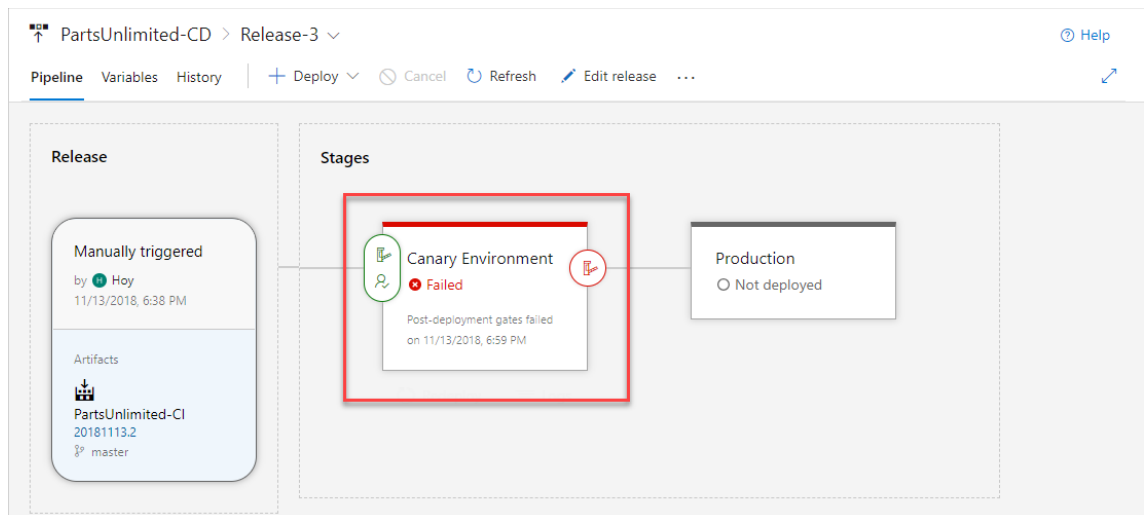 PartsUnlimited-CD > Release-3
Help
Pipeline Variables History + Deploy Cancel Refresh Edit release ...
Release
Stages
Manually triggered
by H Hoy
11/13/2018, 6:38 PM
Artifacts
PartsUnlimited-CI
20181113.2
master
Canary Environment
Failed
Post-deployment gates failed
on 11/13/2018, 6:59 PM
Production
Not deployed